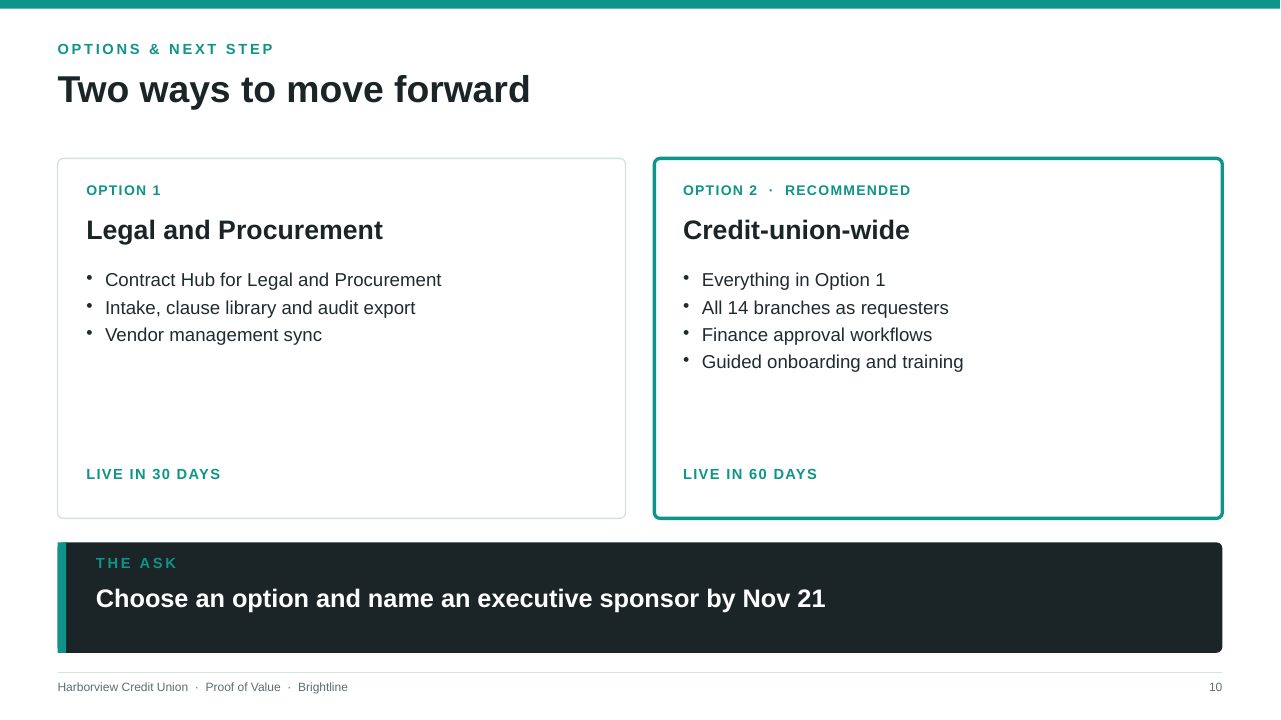 OPTIONS & NEXT STEP
Two ways to move forward
OPTION 1
Legal and Procurement
• Contract Hub for Legal and Procurement
• Intake, clause library and audit export
• Vendor management sync
LIVE IN 30 DAYS
OPTION 2 · RECOMMENDED
Credit-union-wide
• Everything in Option 1
• All 14 branches as requesters
• Finance approval workflows
• Guided onboarding and training
LIVE IN 60 DAYS
THE ASK
Choose an option and name an executive sponsor by Nov 21
Harborview Credit Union · Proof of Value · Brightline
10